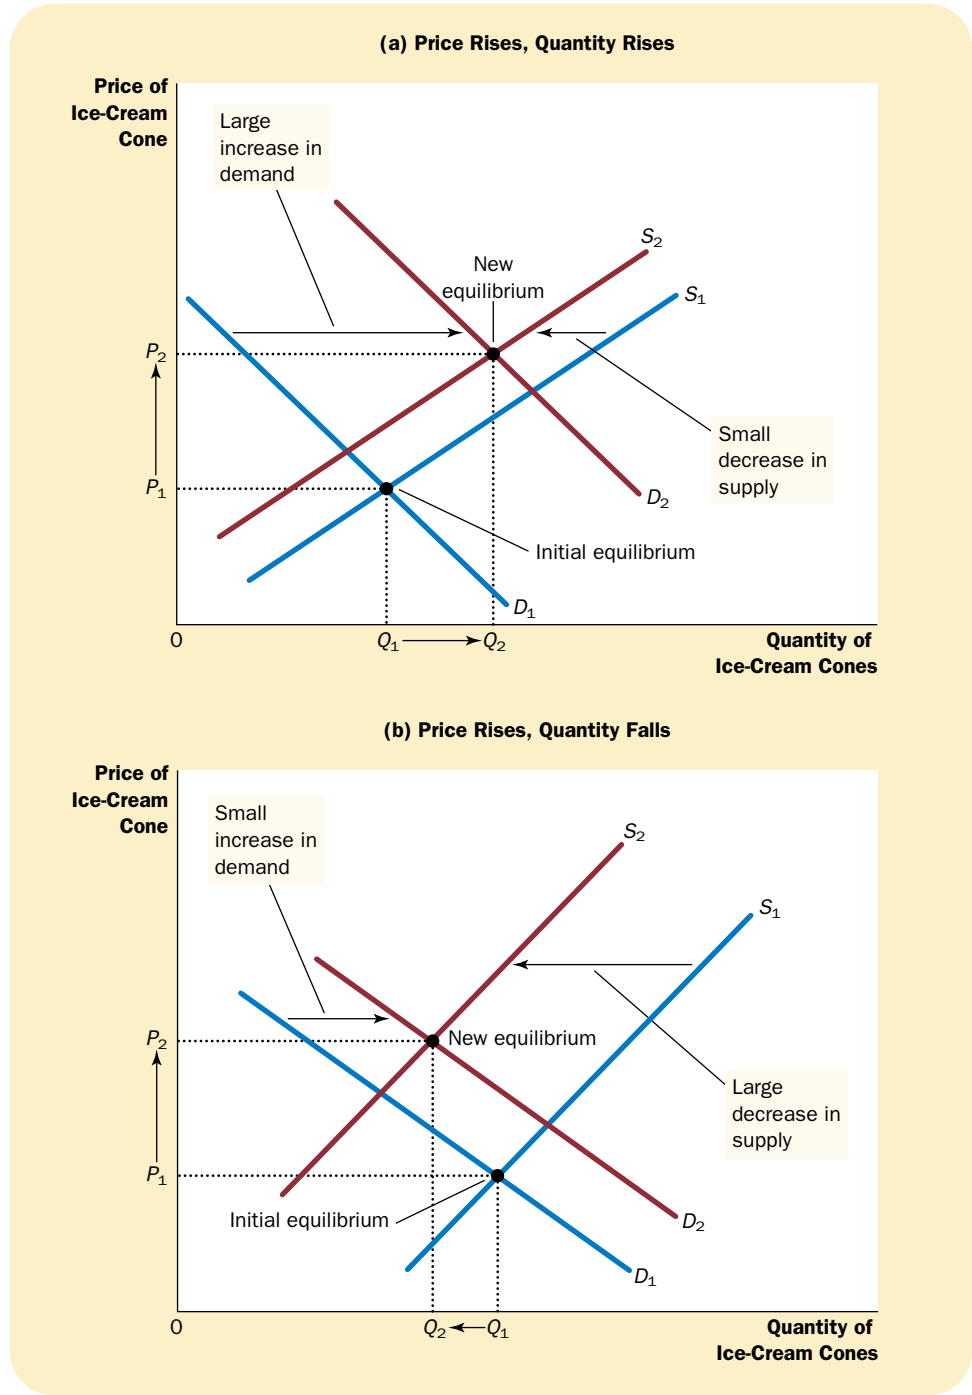 (a) Price Rises, Quantity Rises
Price of
Ice-Cream
Cone
Large
increase in
demand
New
equilibrium
S₂
S₁
P₂
Small
decrease in
supply
P₁
D₂
Initial equilibrium
D₁
0
Q₁
Q₂
Quantity of
Ice-Cream Cones
(b) Price Rises, Quantity Falls
Price of
Ice-Cream
Cone
Small
increase in
demand
S₂
S₁
P₂
New equilibrium
Large
decrease in
supply
P₁
Initial equilibrium
D₂
D₁
0
Q₂
Q₁
Quantity of
Ice-Cream Cones